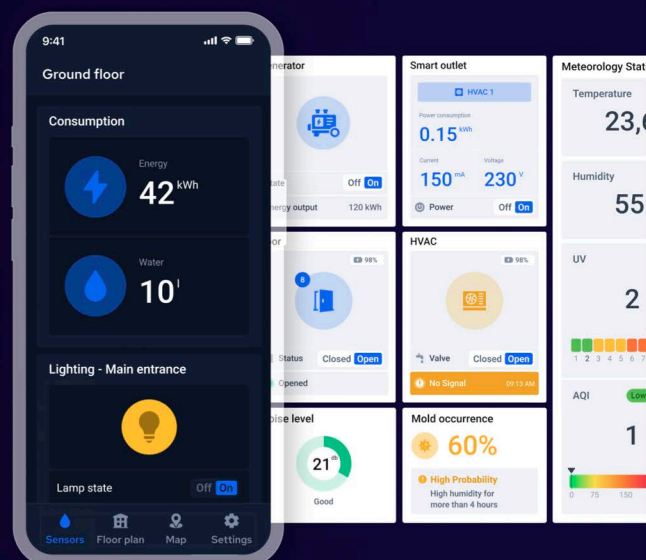 9:41
Ground floor
Consumption
Energy
42 kWh
Water
10 l
Lighting - Main entrance
Lamp state Off On
Sensors Floor plan Map Settings
nerator
Off On
ergy output 120 kWh
Smart outlet
HVAC 1
Power consumption
0.15 kWh
Current Voltage
150 mA 230 V
Power Off On
Meteorology Stat
Temperature
23,6
Humidity
55
UV
2
1 2 3 4 5 6 7
AQI Low
1
0 75 150
or
98%
8
Status Closed Open
Opened
HVAC
98%
Valve Closed Open
No Signal 09:13 AM
oise level
21 db
Good
Mold occurrence
60%
High Probability
High humidity for
more than 4 hours